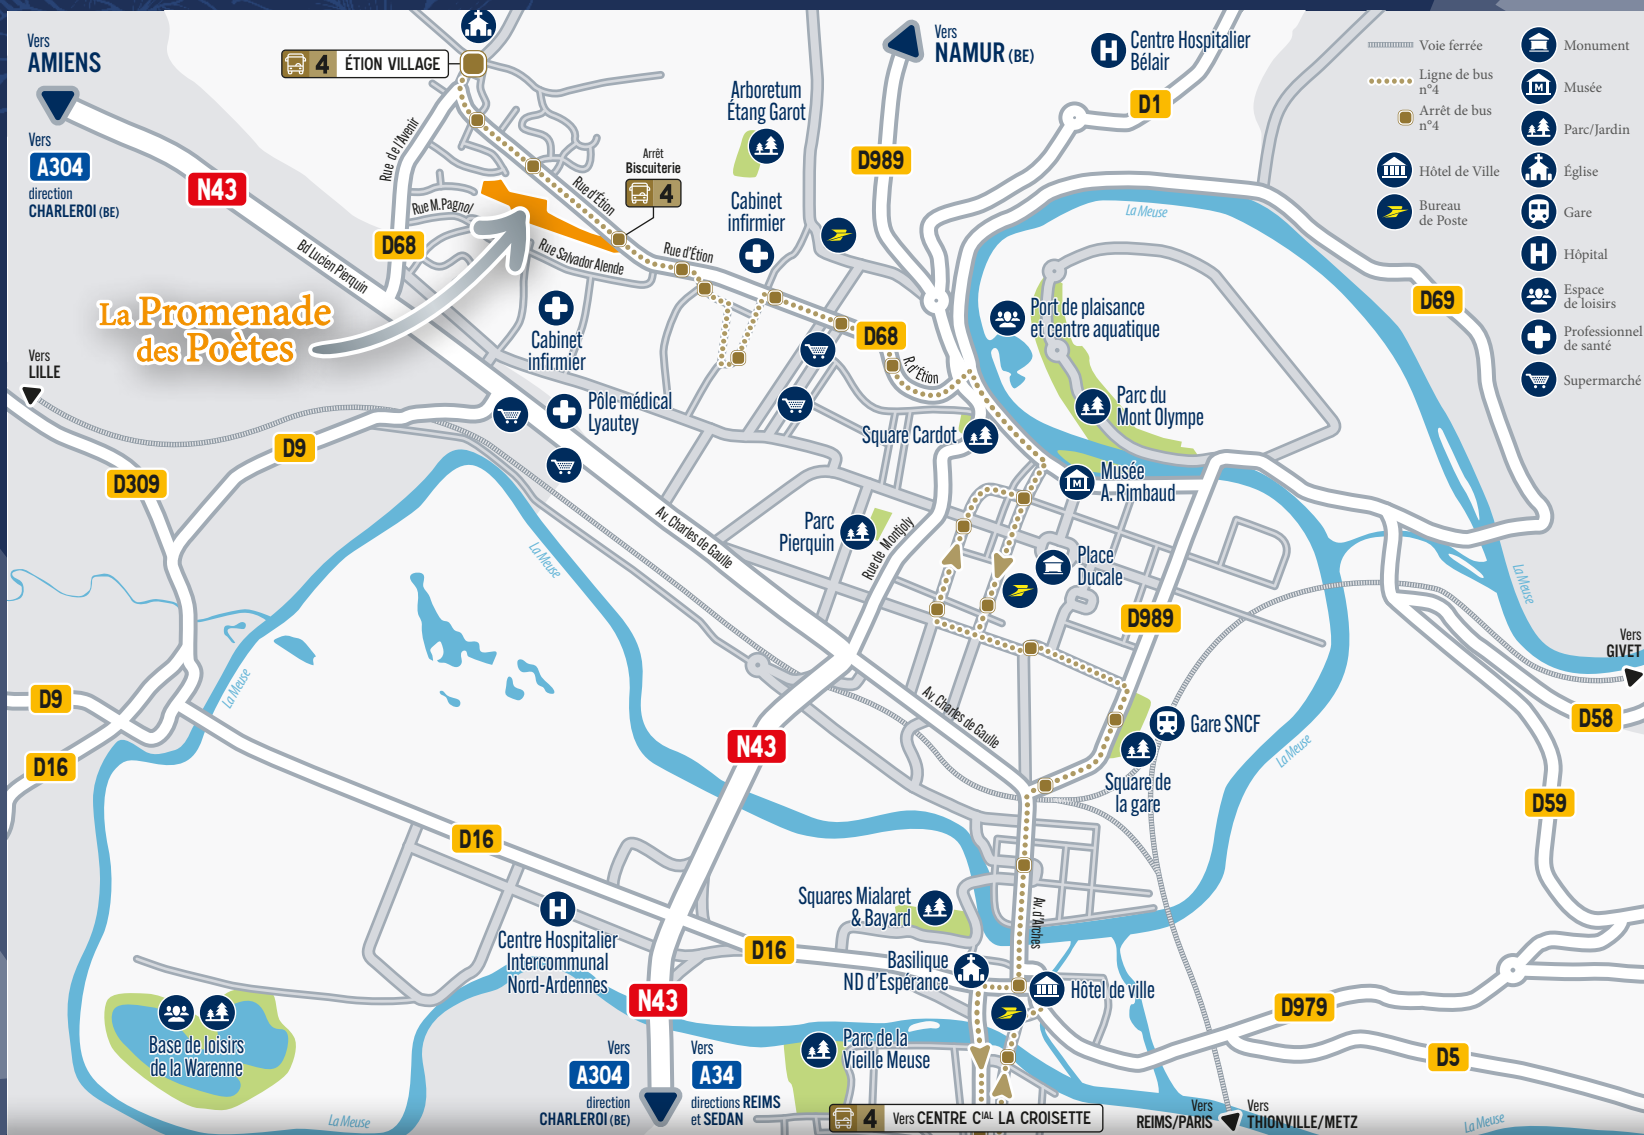 Vers
AMIENS
Vers
A304
direction
CHARLEROI (BE)
N43
4 ÉTION VILLAGE
Rue de l'Avenir
Rue M.Pagnol
D68
Bd Lucien Pierquin
La Promenade
des Poètes
Rue d'Étion
Rue Salvador Alende
Arrêt
Biscuiterie
4
Rue d'Étion
Arboretum
Étang Garot
Cabinet
infirmier
Cabinet
infirmier
Vers
NAMUR (BE)
D989
Centre Hospitalier
Bélair
D1
La Meuse
D69
D68
R. d'Étion
Port de plaisance
et centre aquatique
Parc du
Mont Olympe
Square Cardot
Musée
A. Rimbaud
Voie ferrée
Ligne de bus
n°4
Arrêt de bus
n°4
Hôtel de Ville
Bureau
de Poste
Monument
Musée
Parc/Jardin
Église
Gare
Hôpital
Espace
de loisirs
Professionnel
de santé
Supermarché
Vers
LILLE
D9
D309
Pôle médical
Lyautey
Av. Charles de Gaulle
La Meuse
Parc
Pierquin
Rue de Montjoly
Place
Ducale
D989
La Meuse
Vers
GIVET
D58
D59
La Meuse
D9
D16
La Meuse
N43
Av. Charles de Gaulle
Gare SNCF
Square de
la gare
D16
Centre Hospitalier
Intercommunal
Nord-Ardennes
Squares Mialaret
& Bayard
Av. d'Arches
D16
Basilique
ND d'Espérance
Hôtel de ville
N43
D979
D5
Base de loisirs
de la Warenne
La Meuse
Vers
A304
direction
CHARLEROI (BE)
Vers
A34
directions REIMS
et SEDAN
Parc de la
Vieille Meuse
4 Vers CENTRE CIAL LA CROISETTE
Vers
REIMS/PARIS
Vers
THIONVILLE/METZ
La Meuse